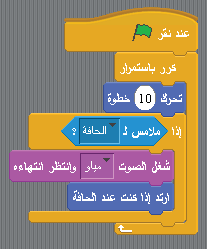 عند نقر
كرر باستمرار
تحرك 10 خطوة
إذا ملامس لـ الحافة ؟
شغل الصوت مياو وانتظر انتهاءه
ارتد إذا كنت عند الحافة